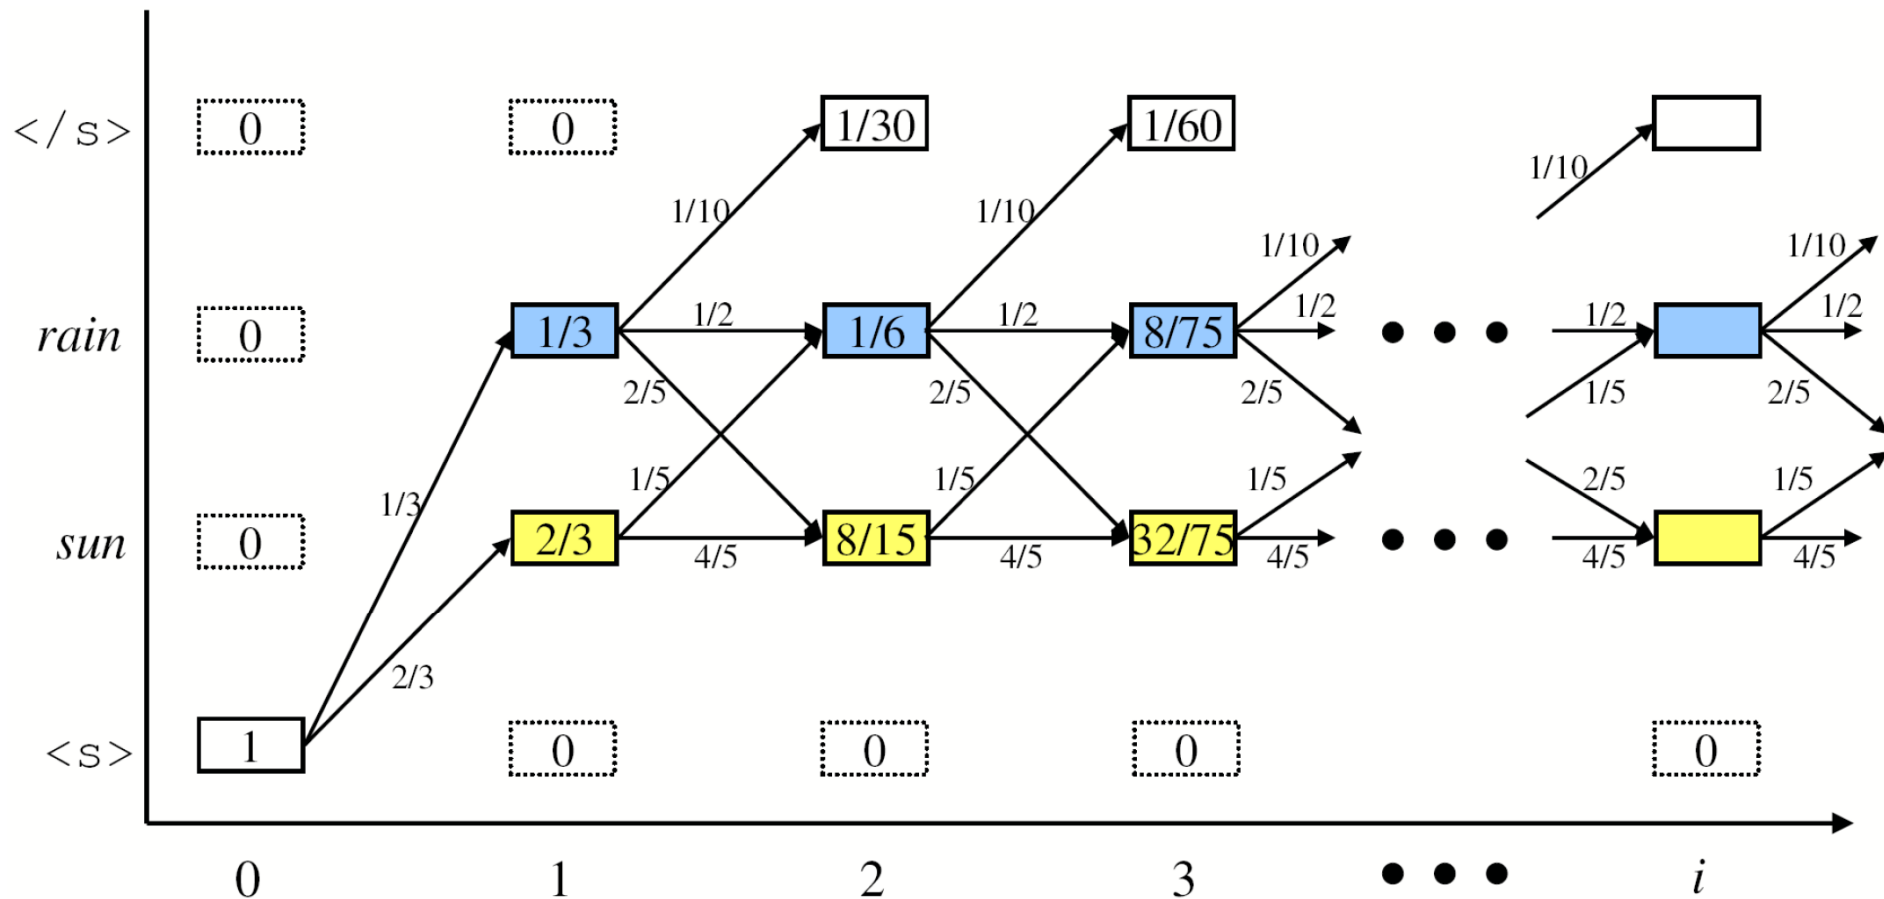 </s> 0 0 1/30 1/60
1/10 1/10 1/10
1/10 1/10
rain 0 1/3 1/2 1/6 1/2 8/75 1/2 • • • 1/2 1/2
2/5 2/5 2/5 1/5 2/5
1/5 1/5 1/5 2/5 1/5
1/3
sun 0 2/3 4/5 8/15 4/5 32/75 4/5 • • • 4/5 4/5
2/3
<s> 1 0 0 0 0
0 1 2 3 • • • i